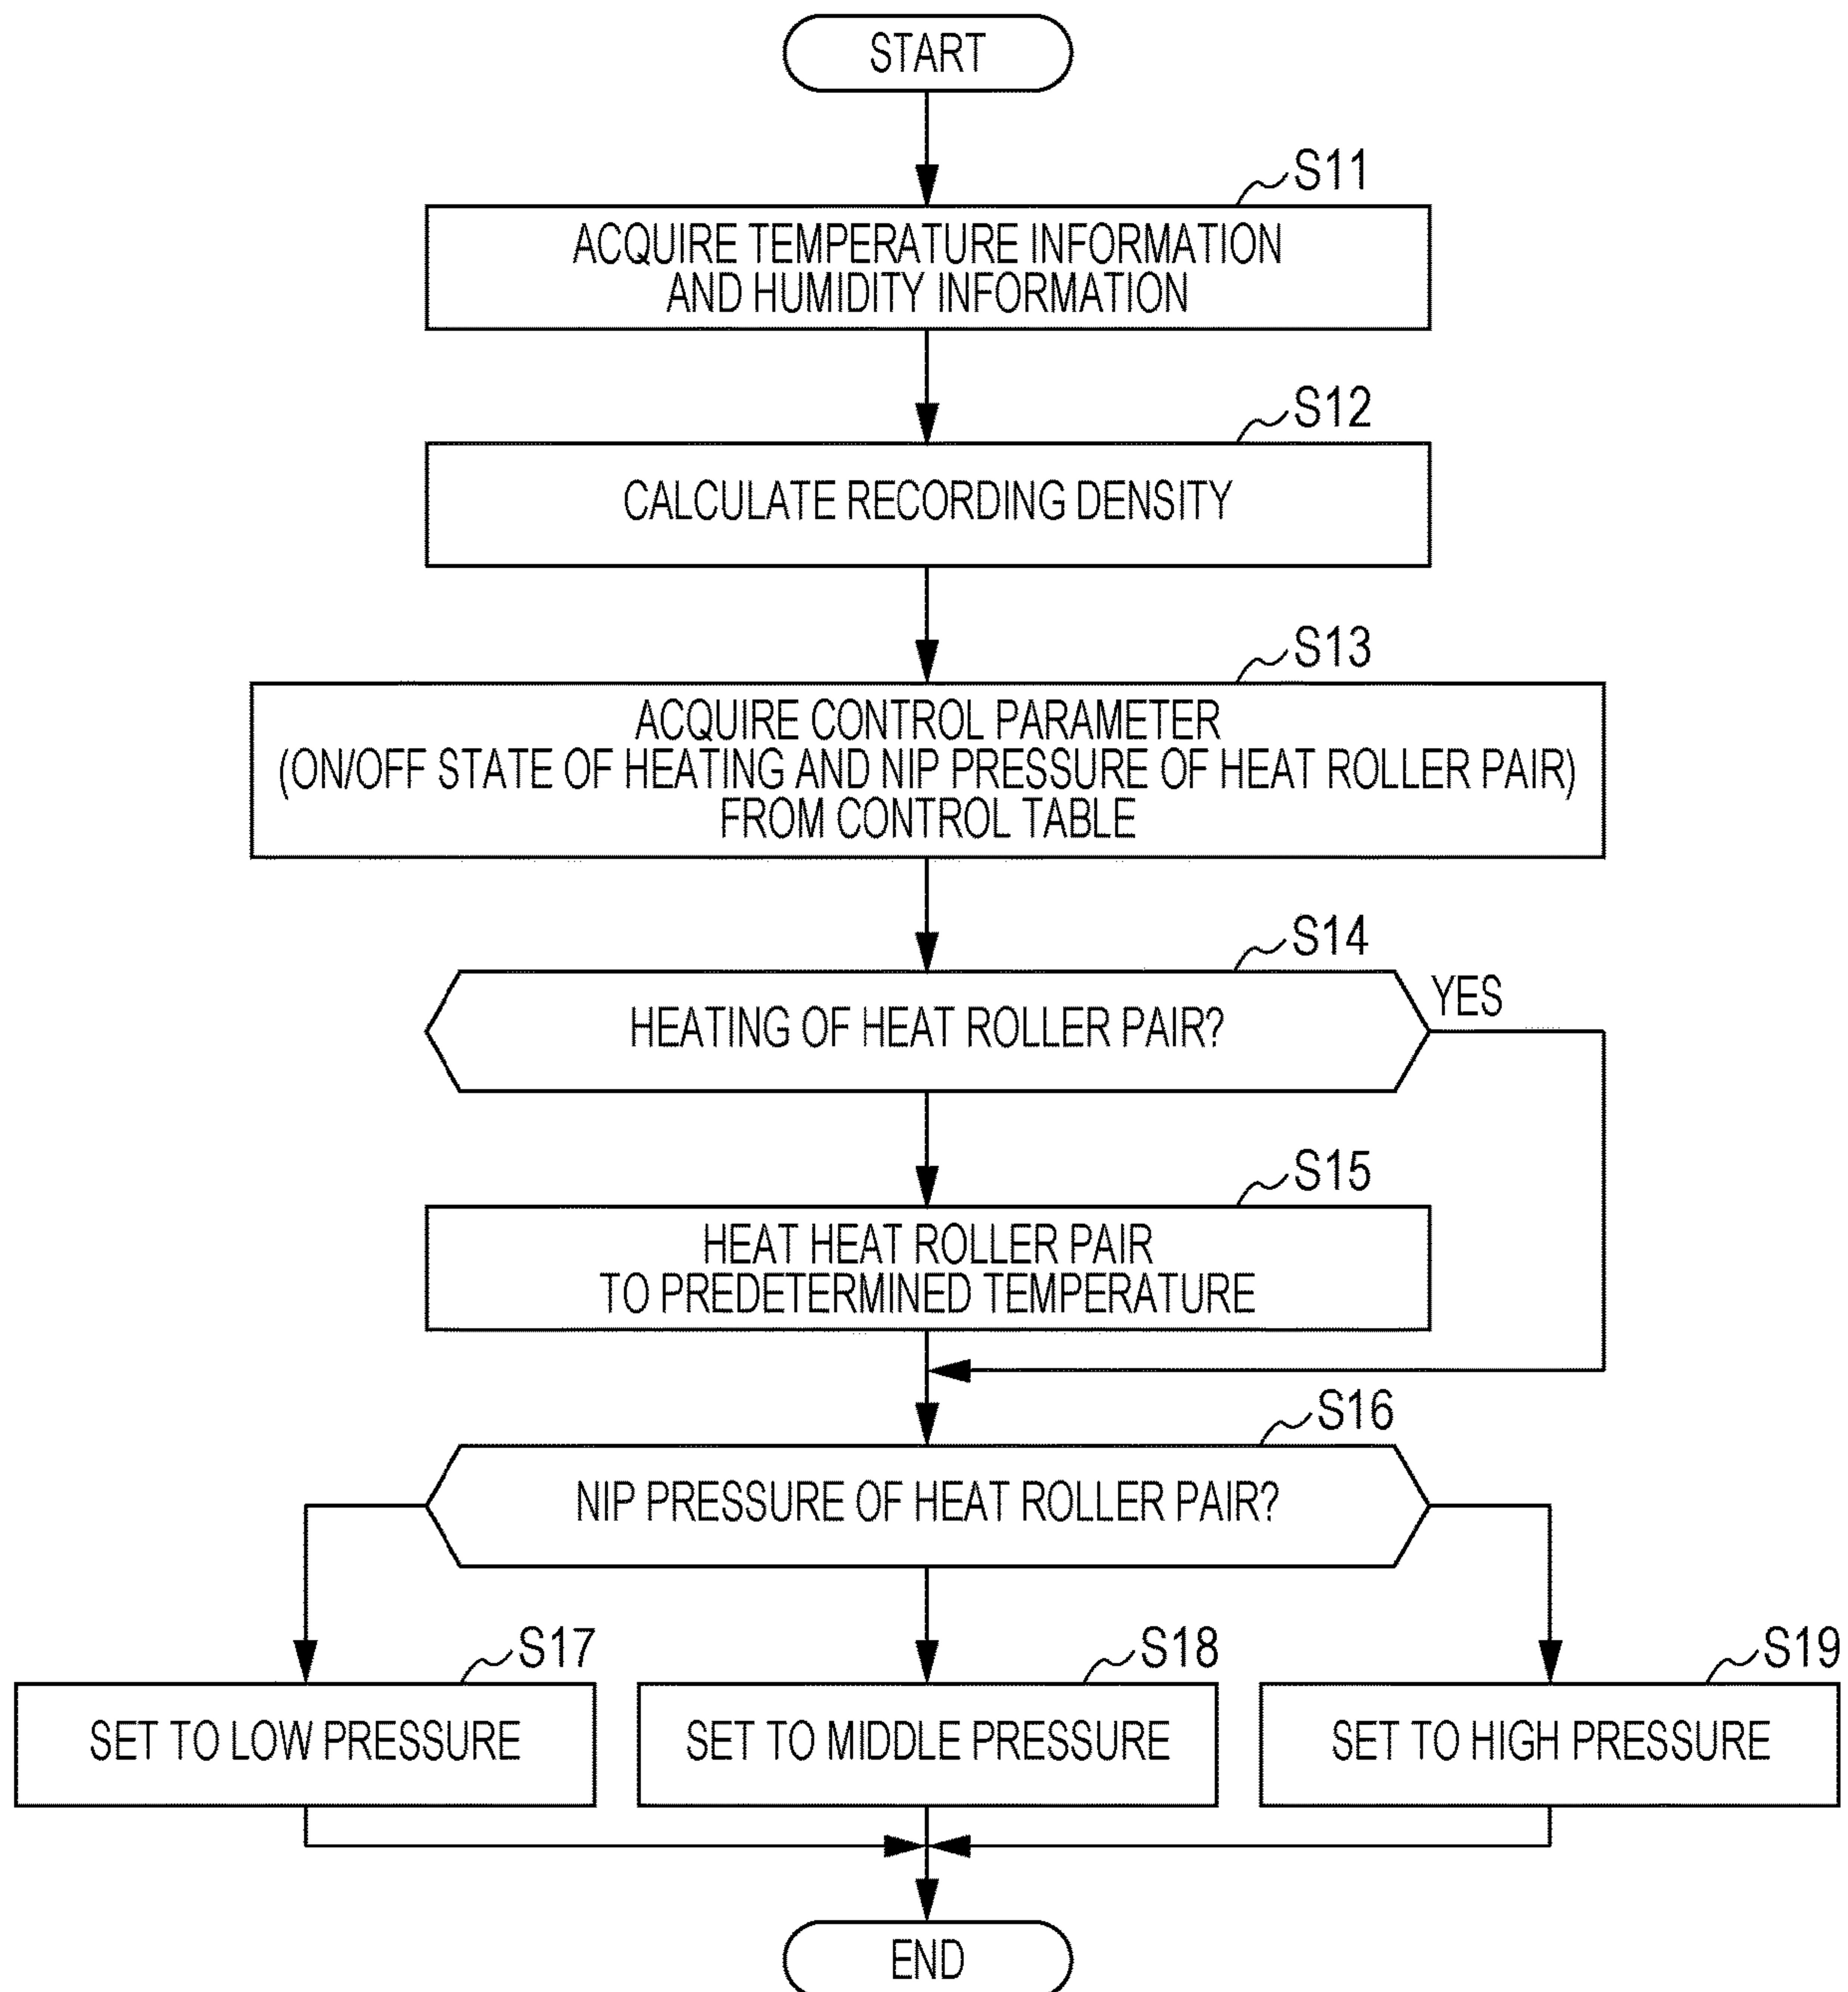 START
S11
ACQUIRE TEMPERATURE INFORMATION
AND HUMIDITY INFORMATION
S12
CALCULATE RECORDING DENSITY
S13
ACQUIRE CONTROL PARAMETER
(ON/OFF STATE OF HEATING AND NIP PRESSURE OF HEAT ROLLER PAIR)
FROM CONTROL TABLE
S14
HEATING OF HEAT ROLLER PAIR?
YES
S15
HEAT HEAT ROLLER PAIR
TO PREDETERMINED TEMPERATURE
S16
NIP PRESSURE OF HEAT ROLLER PAIR?
S17
SET TO LOW PRESSURE
S18
SET TO MIDDLE PRESSURE
S19
SET TO HIGH PRESSURE
END